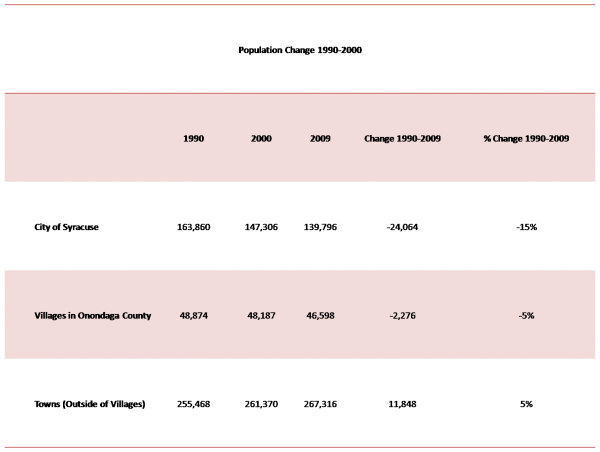 Population Change 1990-2000
1990 2000 2009 Change 1990-2009 % Change 1990-2009
City of Syracuse 163,860 147,306 139,796 -24,064 -15%
Villages in Onondaga County 48,874 48,187 46,598 -2,276 -5%
Towns (Outside of Villages) 255,468 261,370 267,316 11,848 5%